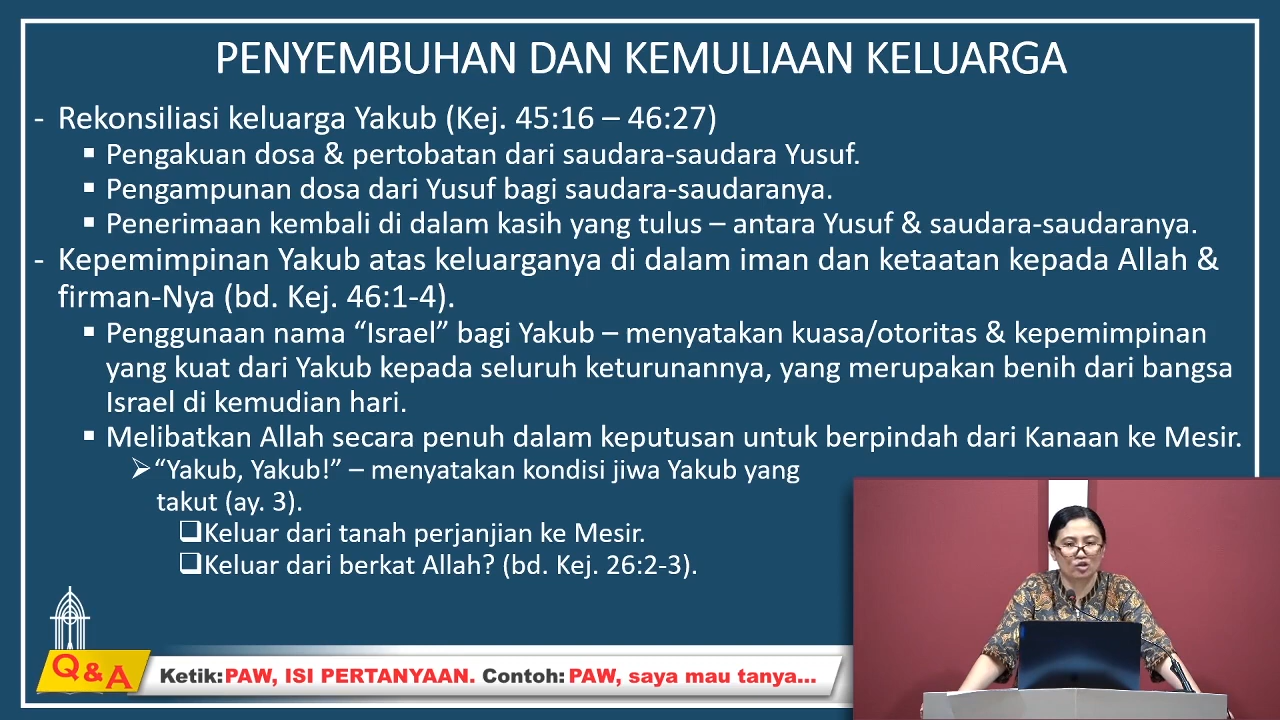 PENYEMBUHAN DAN KEMULIAAN KELUARGA
- Rekonsiliasi keluarga Yakub (Kej. 45:16 – 46:27)
▪ Pengakuan dosa & pertobatan dari saudara-saudara Yusuf.
▪ Pengampunan dosa dari Yusuf bagi saudara-saudaranya.
▪ Penerimaan kembali di dalam kasih yang tulus – antara Yusuf & saudara-saudaranya.
- Kepemimpinan Yakub atas keluarganya di dalam iman dan ketaatan kepada Allah &
firman-Nya (bd. Kej. 46:1-4).
▪ Penggunaan nama “Israel” bagi Yakub – menyatakan kuasa/otoritas & kepemimpinan
yang kuat dari Yakub kepada seluruh keturunannya, yang merupakan benih dari bangsa
Israel di kemudian hari.
▪ Melibatkan Allah secara penuh dalam keputusan untuk berpindah dari Kanaan ke Mesir.
➢ “Yakub, Yakub!” – menyatakan kondisi jiwa Yakub yang
takut (ay. 3).
❑ Keluar dari tanah perjanjian ke Mesir.
❑ Keluar dari berkat Allah? (bd. Kej. 26:2-3).
Q&A
Ketik: PAW, ISI PERTANYAAN. Contoh: PAW, saya mau tanya...